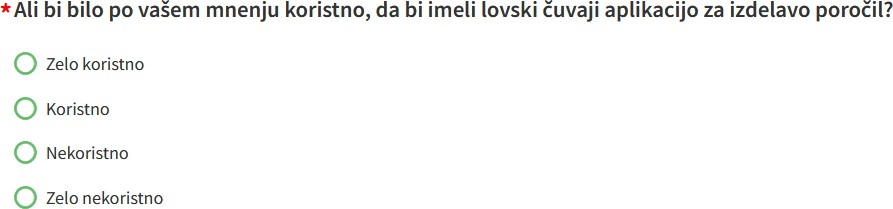 * Ali bi bilo po vašem mnenju koristno, da bi imeli lovski čuvaji aplikacijo za izdelavo poročil?
Zelo koristno
Koristno
Nekoristno
Zelo nekoristno